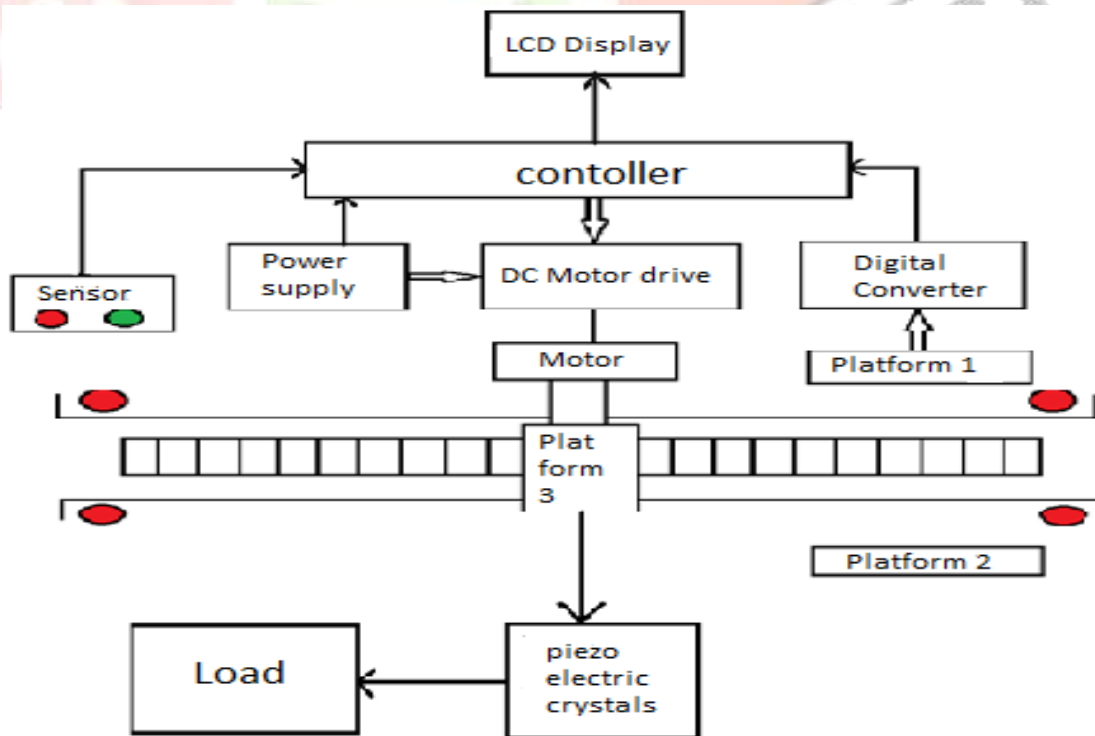 LCD Display
contoller
Power
supply
DC Motor drive
Digital
Converter
Sensor
Motor
Platform 1
Plat
form
3
Platform 2
Load
piezo
electric
crystals